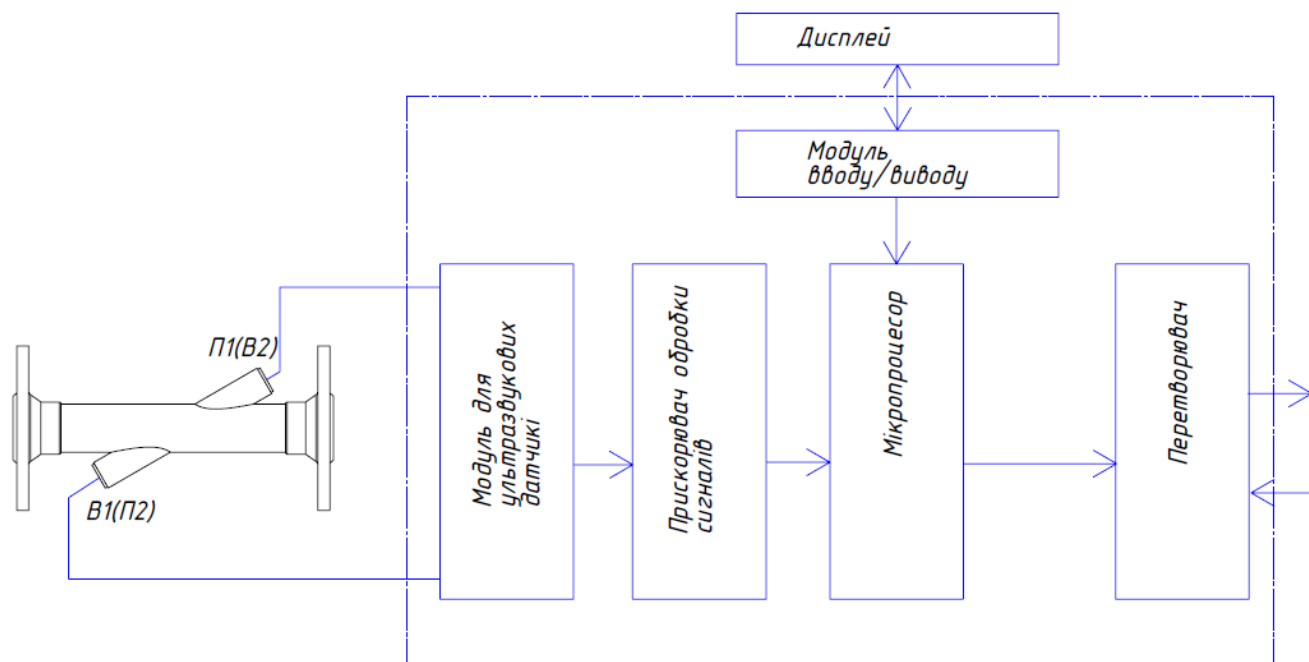 Дисплей
Модуль
вводу/виводу
П1(В2)
В1(П2)
Модуль для
ультразвукових
датчикі
Прискорювач обробки
сигналів
Мікропроцесор
Перетворювач